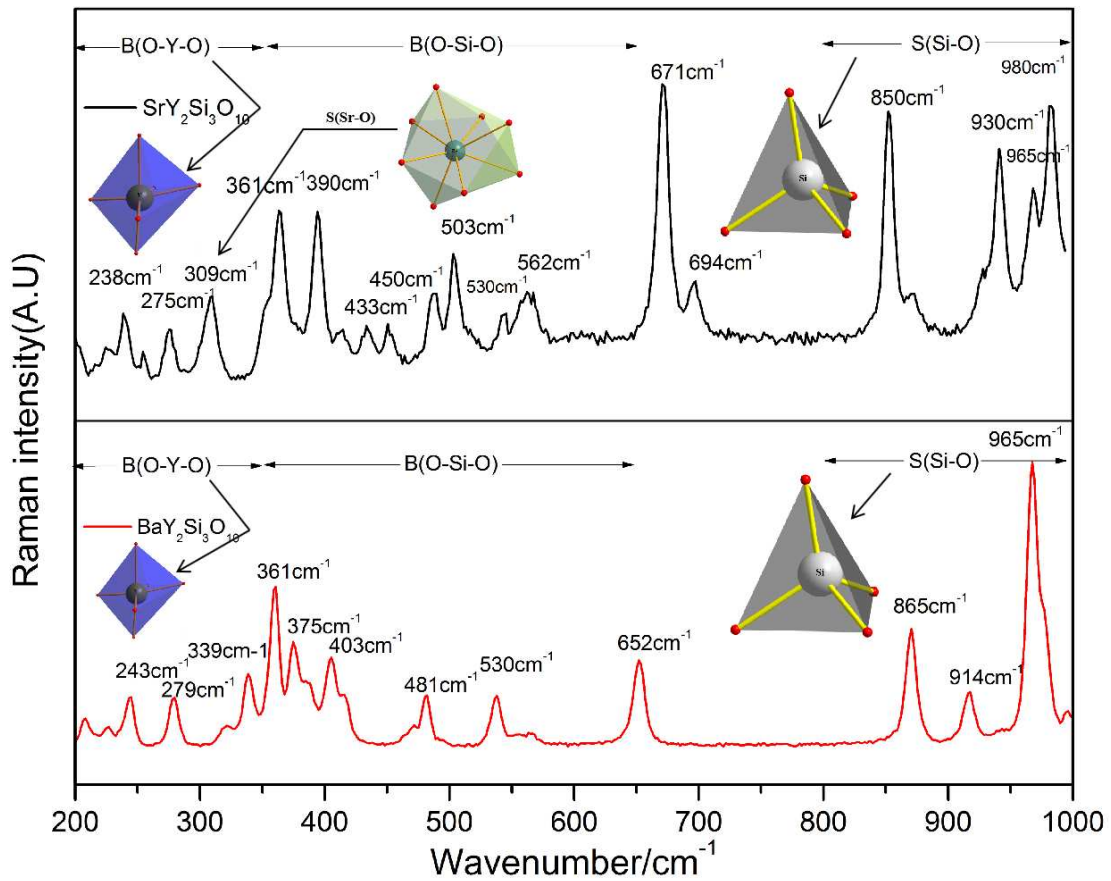 Raman intensity(A.U)
B(O-Y-O)
B(O-Si-O)
S(Si-O)
SrY₂Si₃O₁₀
S(Sr-O)
Si
238cm⁻¹
275cm⁻¹
309cm⁻¹
361cm⁻¹
390cm⁻¹
433cm⁻¹
450cm⁻¹
503cm⁻¹
530cm⁻¹
562cm⁻¹
671cm⁻¹
694cm⁻¹
850cm⁻¹
930cm⁻¹
965cm⁻¹
980cm⁻¹
B(O-Y-O)
B(O-Si-O)
S(Si-O)
BaY₂Si₃O₁₀
Si
243cm⁻¹
279cm⁻¹
339cm-1
361cm⁻¹
375cm⁻¹
403cm⁻¹
481cm⁻¹
530cm⁻¹
652cm⁻¹
865cm⁻¹
914cm⁻¹
965cm⁻¹
200 300 400 500 600 700 800 900 1000
Wavenumber/cm⁻¹